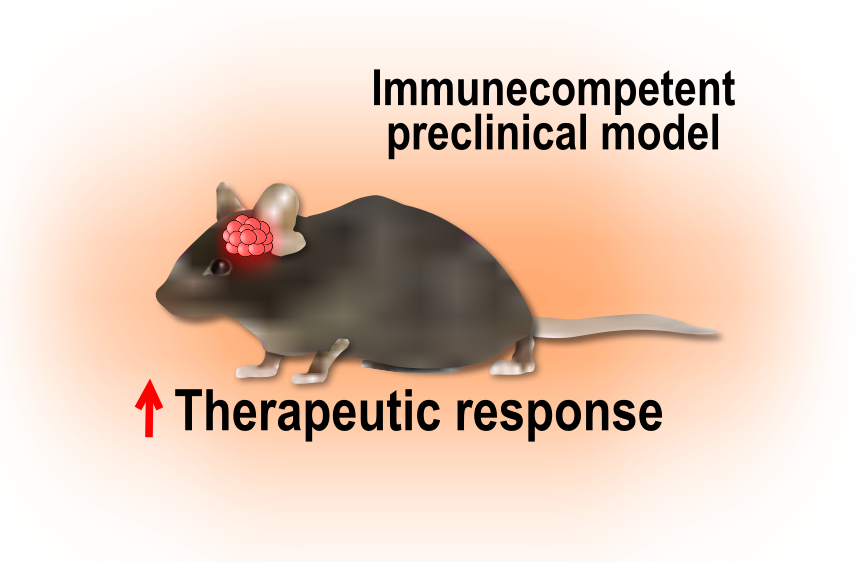 Immunecompetent
preclinical model
Therapeutic response